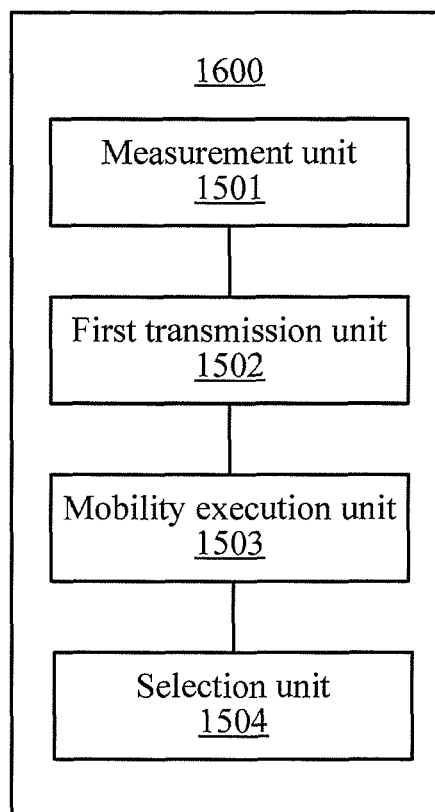 1600
Measurement unit
1501
First transmission unit
1502
Mobility execution unit
1503
Selection unit
1504